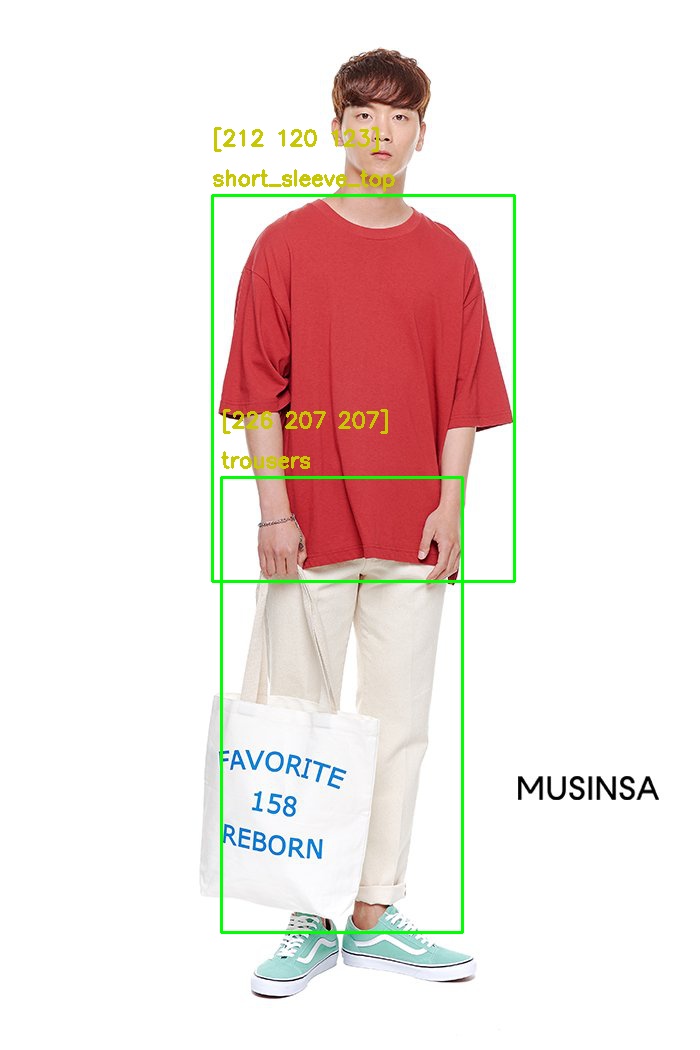 [212 120 123]
short_sleeve_top
[226 207 207]
trousers
FAVORITE
158
REBORN
MUSINSA